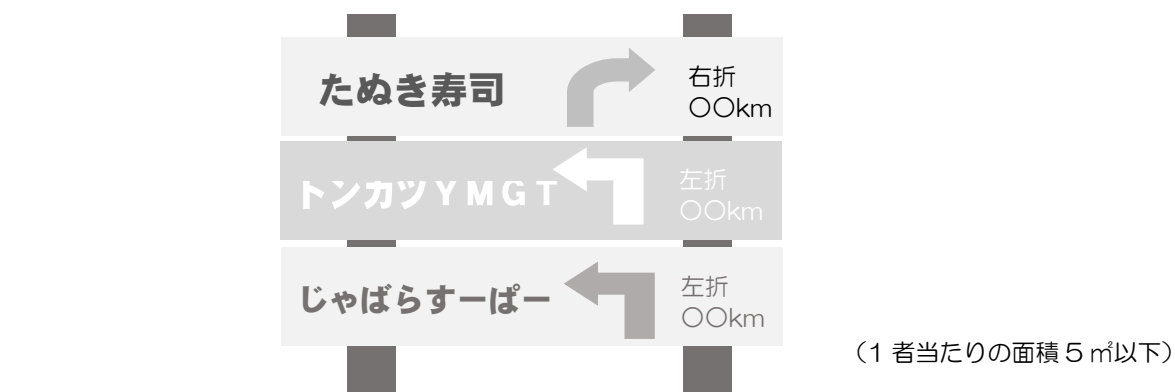 たぬき寿司
右折
〇〇km
トンカツＹＭＧＴ
左折
〇〇km
じゃばらすーぱー
左折
〇〇km
（1 者当たりの面積 5 ㎡以下）